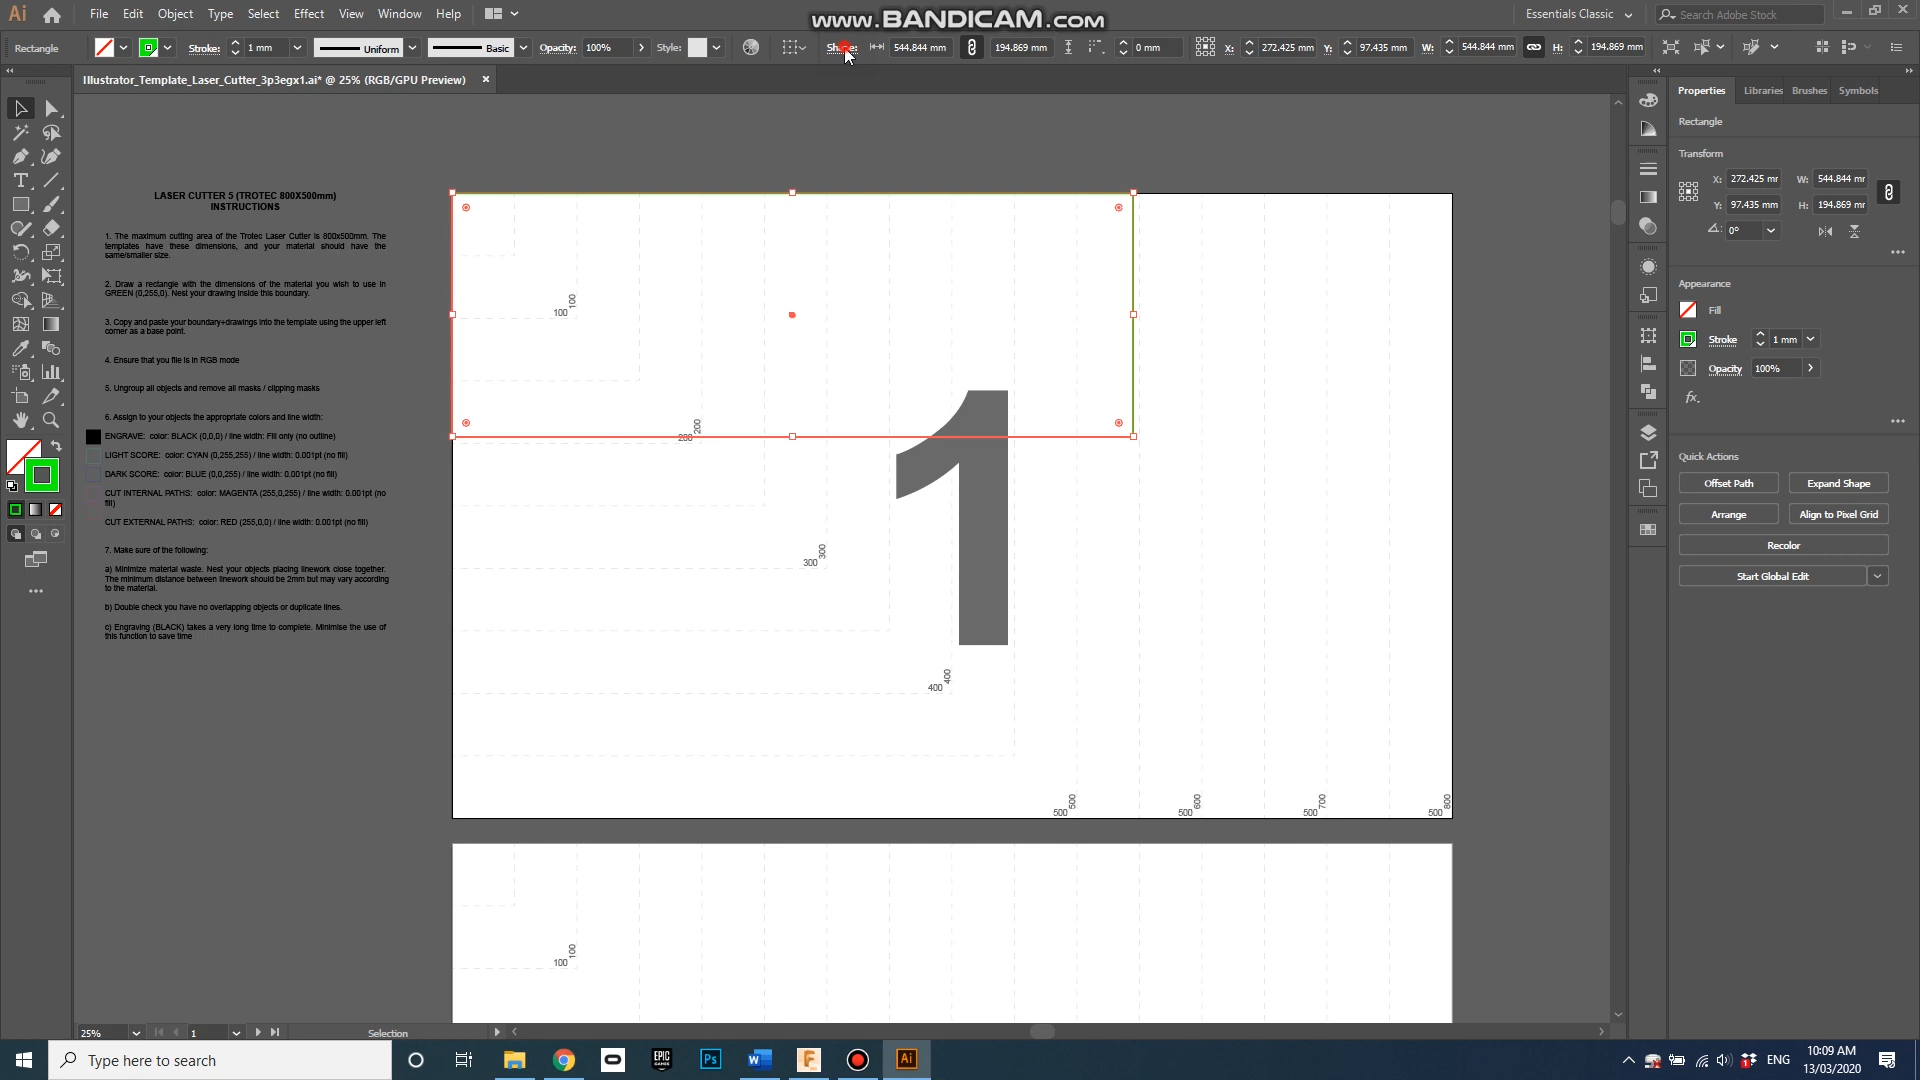 File Edit Object Type Select Effect View Window Help
www.BANDICAM.com
Essentials Classic
Search Adobe Stock
Rectangle
Stroke: 1 mm
Uniform
Basic
Opacity: 100%
Style:
Shape: 544.844 mm 194.869 mm 0 mm
X: 272.425 mm Y: 97.435 mm W: 544.844 mm H: 194.869 mm
Illustrator_Template_Laser_Cutter_3p3egx1.ai* @ 25% (RGB/GPU Preview)
LASER CUTTER 5 (TROTEC 800X500mm)
INSTRUCTIONS
1. The maximum cutting area of the Trotec Laser Cutter is 800x500mm. The
templates have these dimensions, and your material should have the
same/smaller size.
2. Draw a rectangle with the dimensions of the material you wish to use in
GREEN (0,255,0). Nest your drawing inside this boundary.
3. Copy and paste your boundary+drawings into the template using the upper left
corner as a base point.
4. Ensure that you file is in RGB mode
5. Ungroup all objects and remove all masks / clipping masks
6. Assign to your objects the appropriate colors and line width:
ENGRAVE: color: BLACK (0,0,0) / line width: Fill only (no outline)
LIGHT SCORE: color: CYAN (0,255,255) / line width: 0.001pt (no fill)
DARK SCORE: color: BLUE (0,0,255) / line width: 0.001pt (no fill)
CUT INTERNAL PATHS: color: MAGENTA (255,0,255) / line width: 0.001pt (no
fill)
CUT EXTERNAL PATHS: color: RED (255,0,0) / line width: 0.001pt (no fill)
7. Make sure of the following:
a) Minimize material waste. Nest your objects placing linework close together.
The minimum distance between linework should be 2mm but may vary according
to the material.
b) Double check you have no overlapping objects or duplicate lines.
c) Engraving (BLACK) takes a very long time to complete. Minimise the use of
this function to save time
100 100
200 200
300 300
400 400
1
500 500
500 600
500 700
500 800
100 100
Properties Libraries Brushes Symbols
Rectangle
Transform
X: 272.425 mr W: 544.844 mr
Y: 97.435 mm H: 194.869 mr
0°
Appearance
Fill
Stroke 1 mm
Opacity 100%
fx.
Quick Actions
Offset Path
Expand Shape
Arrange
Align to Pixel Grid
Recolor
Start Global Edit
25%
1
Selection
Type here to search
EPIC GAMES
Ps
Ai
ENG
10:09 AM
13/03/2020